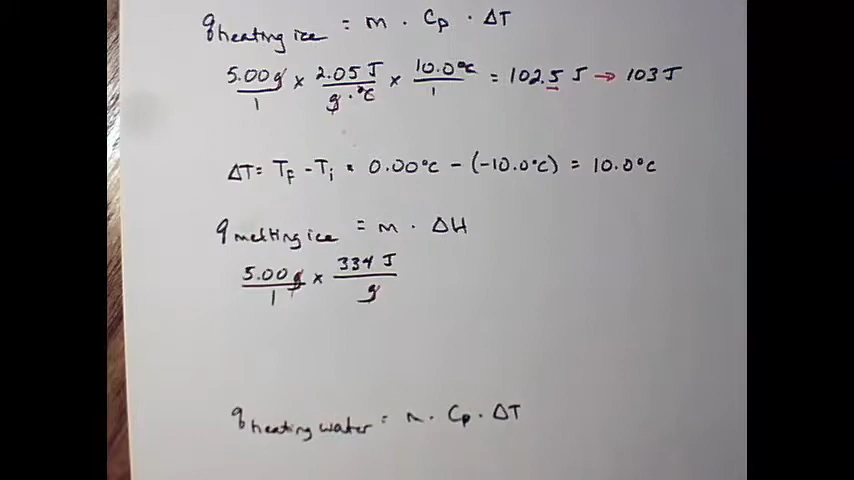 q heating ice = m · Cp · ΔT
5.00g/1 × 2.05 J/g·°C × 10.0°C/1 = 102.5 J → 103 J
ΔT = TF - Ti = 0.00°C - (-10.0°C) = 10.0°C
q melting ice = m · ΔH
5.00g/1 × 334 J/g
q heating water = m · Cp · ΔT